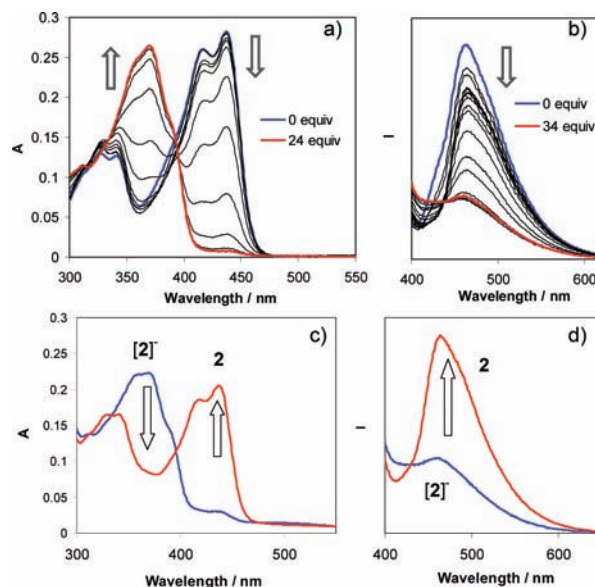 a)
0.3
0.25
0.2
0.15
0.1
0.05
0
A
0 equiv
24 equiv
300 350 400 450 500 550
Wavelength / nm
b)
I
0 equiv
34 equiv
400 500 600
Wavelength / nm
c)
0.3
0.25
0.2
0.15
0.1
0.05
0
A
[2]⁻
2
300 400 500
Wavelength / nm
d)
I
2
[2]⁻
400 500 600
Wavelength / nm